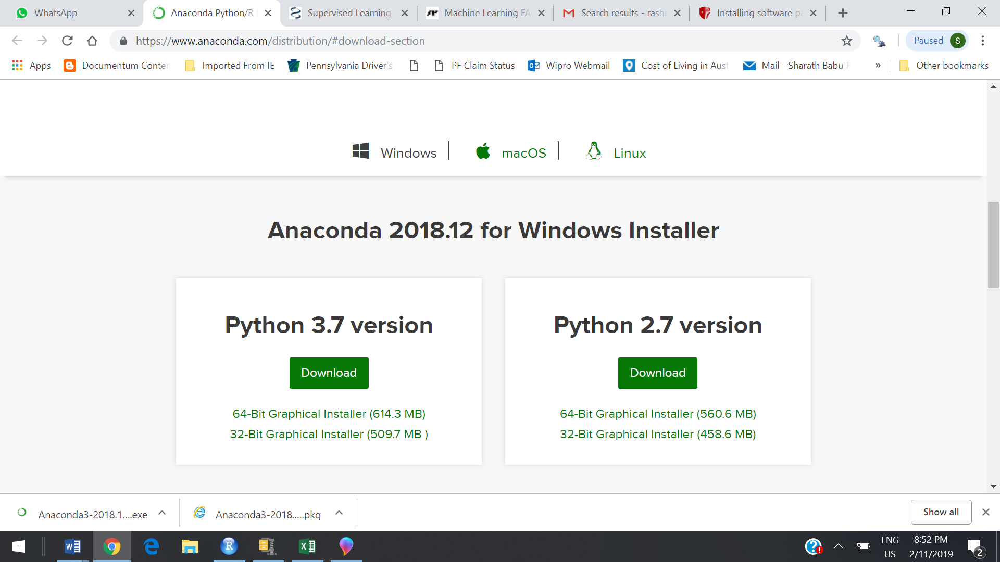 WhatsApp
Anaconda Python/R
Supervised Learning
Machine Learning FA
Search results - rash
Installing software pa
https://www.anaconda.com/distribution/#download-section
Paused S
Apps
Documentum Conten
Imported From IE
Pennsylvania Driver's
PF Claim Status
Wipro Webmail
Cost of Living in Aust
Mail - Sharath Babu
»
Other bookmarks
Windows
macOS
Linux
Anaconda 2018.12 for Windows Installer
Python 3.7 version
Download
64-Bit Graphical Installer (614.3 MB)
32-Bit Graphical Installer (509.7 MB )
Python 2.7 version
Download
64-Bit Graphical Installer (560.6 MB)
32-Bit Graphical Installer (458.6 MB)
Anaconda3-2018.1....exe
Anaconda3-2018.....pkg
Show all
ENG
US
8:52 PM
2/11/2019
2